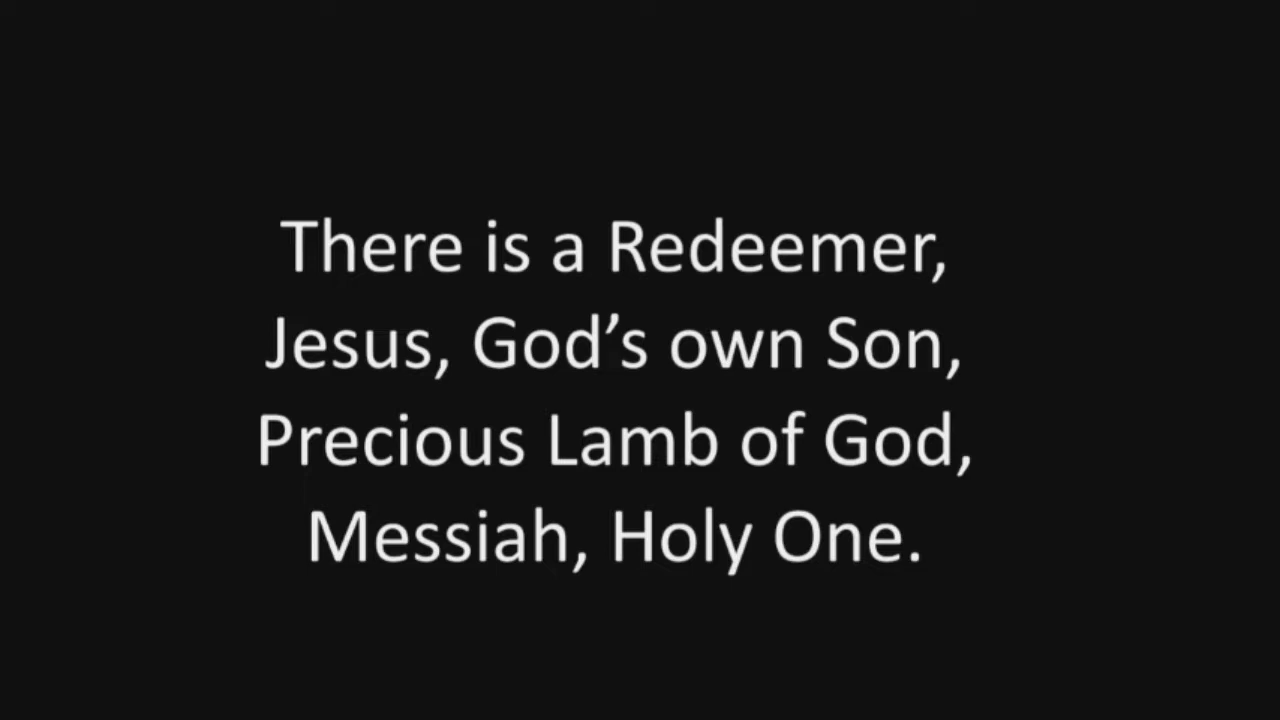 There is a Redeemer,
Jesus, God’s own Son,
Precious Lamb of God,
Messiah, Holy One.